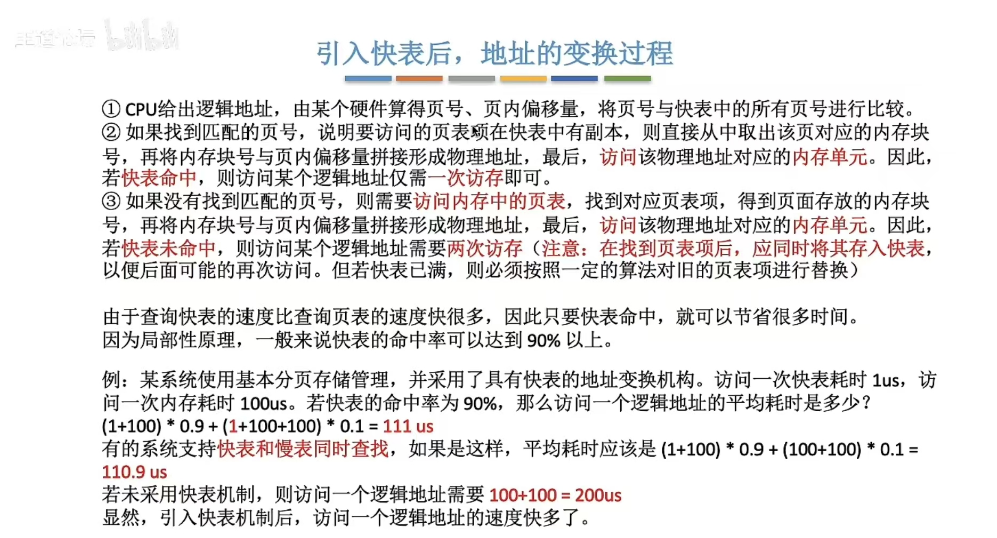 王道论坛 bilibili
引入快表后，地址的变换过程
① CPU给出逻辑地址，由某个硬件算得页号、页内偏移量，将页号与快表中的所有页号进行比较。
② 如果找到匹配的页号，说明要访问的页表项在快表中有副本，则直接从中取出该页对应的内存块
号，再将内存块号与页内偏移量拼接形成物理地址，最后，访问该物理地址对应的内存单元。因此，
若快表命中，则访问某个逻辑地址仅需一次访存即可。
③ 如果没有找到匹配的页号，则需要访问内存中的页表，找到对应页表项，得到页面存放的内存块
号，再将内存块号与页内偏移量拼接形成物理地址，最后，访问该物理地址对应的内存单元。因此，
若快表未命中，则访问某个逻辑地址需要两次访存（注意：在找到页表项后，应同时将其存入快表，
以便后面可能的再次访问。但若快表已满，则必须按照一定的算法对旧的页表项进行替换）
由于查询快表的速度比查询页表的速度快很多，因此只要快表命中，就可以节省很多时间。
因为局部性原理，一般来说快表的命中率可以达到 90% 以上。
例：某系统使用基本分页存储管理，并采用了具有快表的地址变换机构。访问一次快表耗时 1us，访
问一次内存耗时 100us。若快表的命中率为 90%，那么访问一个逻辑地址的平均耗时是多少？
(1+100) * 0.9 + (1+100+100) * 0.1 = 111 us
有的系统支持快表和慢表同时查找，如果是这样，平均耗时应该是 (1+100) * 0.9 + (100+100) * 0.1 =
110.9 us
若未采用快表机制，则访问一个逻辑地址需要 100+100 = 200us
显然，引入快表机制后，访问一个逻辑地址的速度快多了。